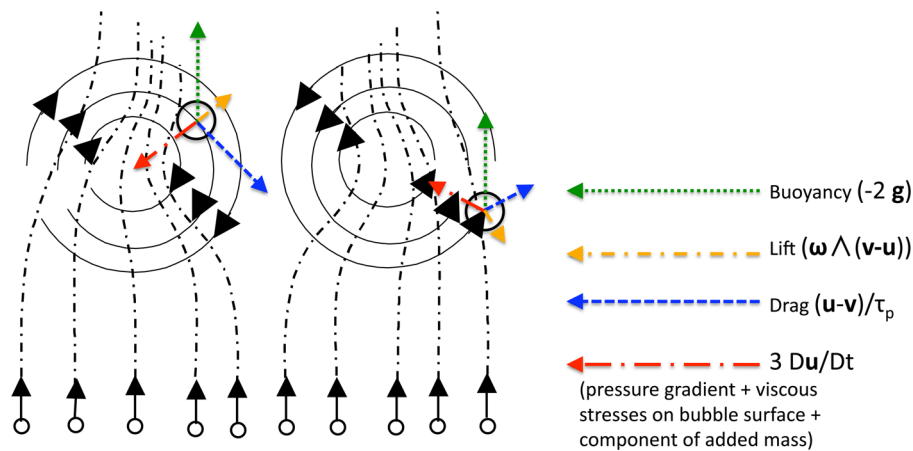 Buoyancy (-2 g)
Lift (ω ∧ (v-u))
Drag (u-v)/τp
3 Du/Dt
(pressure gradient + viscous
stresses on bubble surface +
component of added mass)